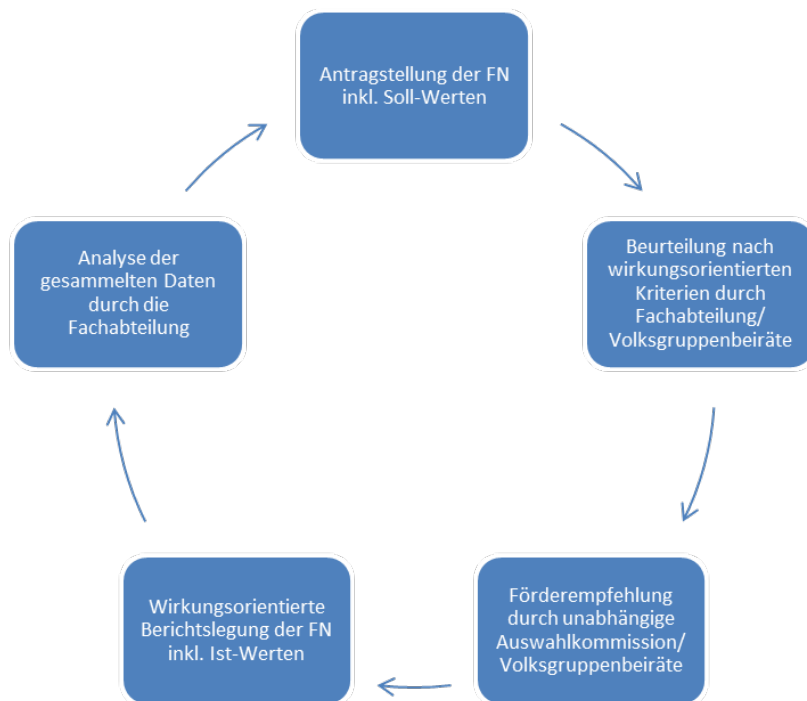 Antragstellung der FN
inkl. Soll-Werten
Beurteilung nach
wirkungsorientierten
Kriterien durch
Fachabteilung/
Volksgruppenbeiräte
Förderempfehlung
durch unabhängige
Auswahlkommission/
Volksgruppenbeiräte
Wirkungsorientierte
Berichtslegung der FN
inkl. Ist-Werten
Analyse der
gesammelten Daten
durch die
Fachabteilung